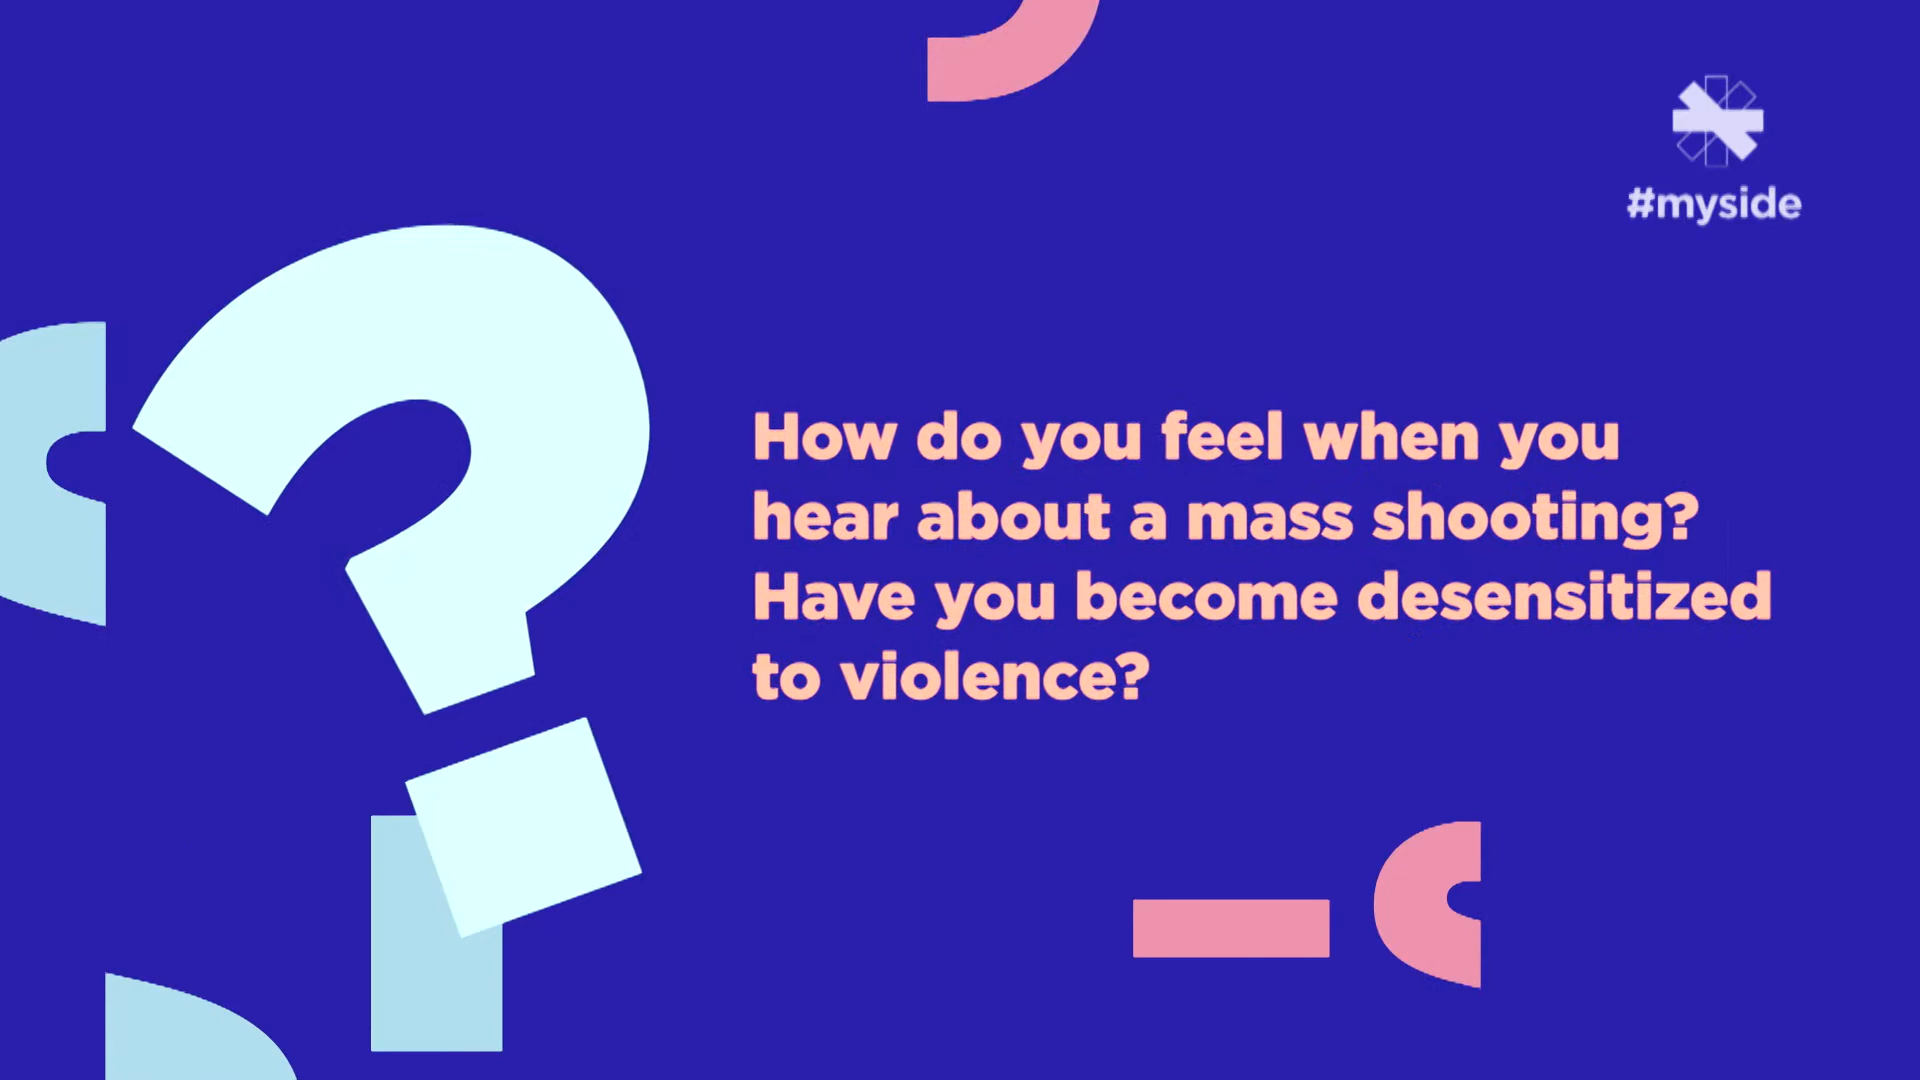 #myside
How do you feel when you
hear about a mass shooting?
Have you become desensitized
to violence?